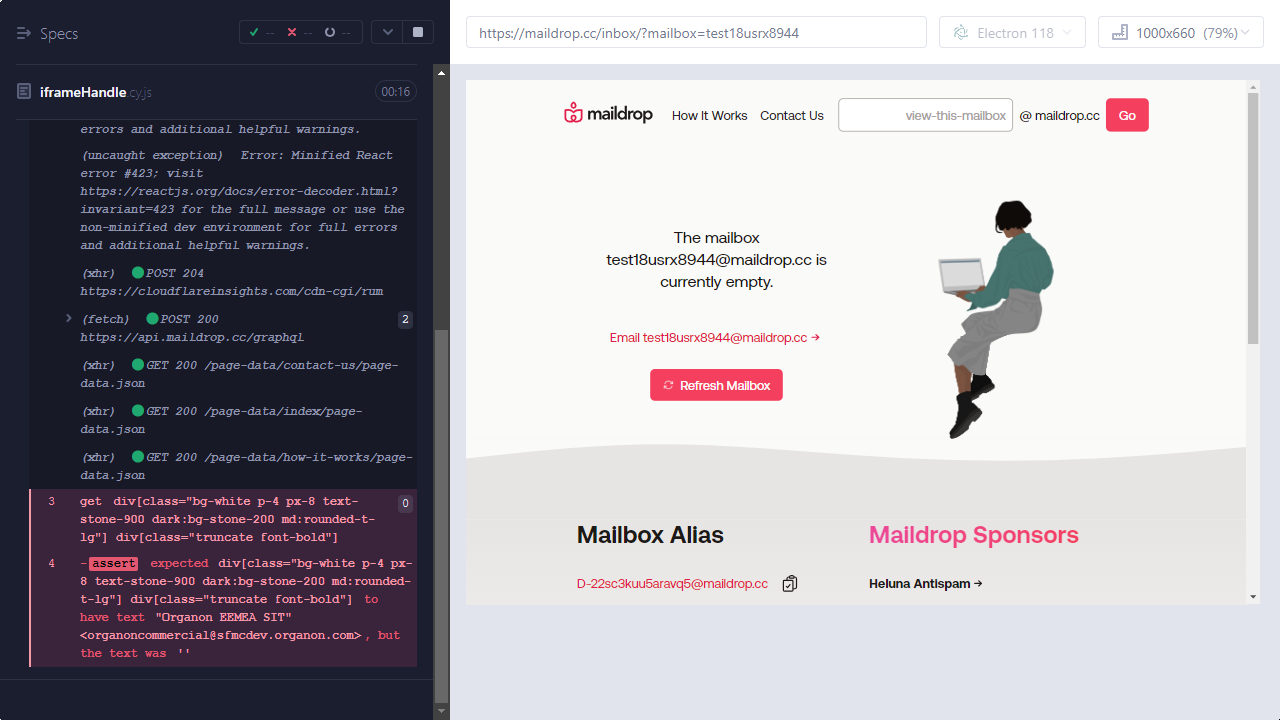 Specs
-- -- --
https://maildrop.cc/inbox/?mailbox=test18usrx8944
Electron 118
1000x660 (79%)
iframeHandle.cy.js
00:16
errors and additional helpful warnings.
(uncaught exception) Error: Minified React
error #423; visit
https://reactjs.org/docs/error-decoder.html?
invariant=423 for the full message or use the
non-minified dev environment for full errors
and additional helpful warnings.
(xhr) POST 204
https://cloudflareinsights.com/cdn-cgi/rum
(fetch) POST 200
2
https://api.maildrop.cc/graphql
(xhr) GET 200 /page-data/contact-us/page-
data.json
(xhr) GET 200 /page-data/index/page-
data.json
(xhr) GET 200 /page-data/how-it-works/page-
data.json
3 get div[class="bg-white p-4 px-8 text-
0
stone-900 dark:bg-stone-200 md:rounded-t-
lg"] div[class="truncate font-bold"]
4 -assert expected div[class="bg-white p-4 px-
8 text-stone-900 dark:bg-stone-200 md:rounded-
t-lg"] div[class="truncate font-bold"] to
have text "Organon EEMEA SIT"
<organoncommercial@sfmcdev.organon.com>, but
the text was ''
maildrop
How It Works
Contact Us
view-this-mailbox
@ maildrop.cc
Go
The mailbox
test18usrx8944@maildrop.cc is
currently empty.
Email test18usrx8944@maildrop.cc →
Refresh Mailbox
Mailbox Alias
D-22sc3kuu5aravq5@maildrop.cc
Maildrop Sponsors
Heluna Antispam →